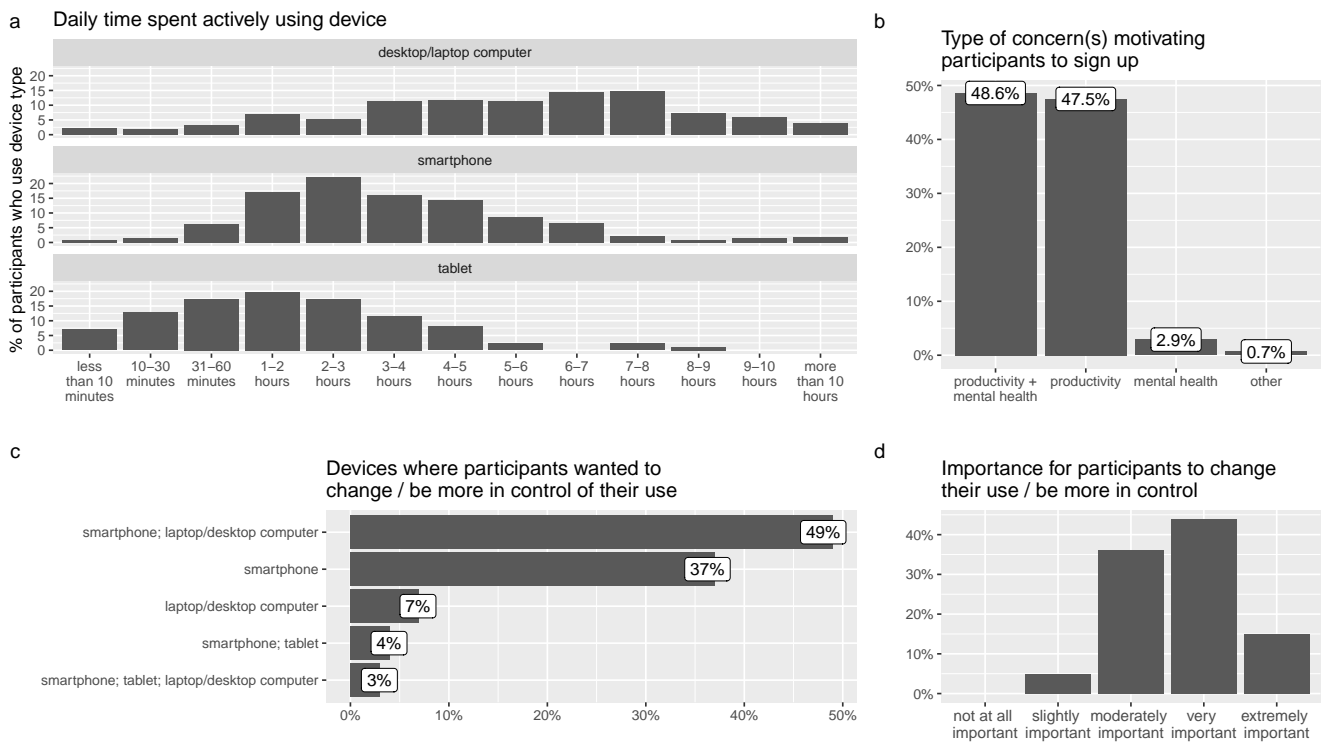 a
Daily time spent actively using device
% of participants who use device type
desktop/laptop computer
20
15
10
5
0
smartphone
20
15
10
5
0
tablet
20
15
10
5
0
less
than 10
minutes
10–30
minutes
31–60
minutes
1–2
hours
2–3
hours
3–4
hours
4–5
hours
5–6
hours
6–7
hours
7–8
hours
8–9
hours
9–10
hours
more
than 10
hours
b
Type of concern(s) motivating
participants to sign up
50%
40%
30%
20%
10%
0%
48.6%
47.5%
2.9%
0.7%
productivity +
mental health
productivity
mental health
other
c
Devices where participants wanted to
change / be more in control of their use
smartphone; laptop/desktop computer
49%
smartphone
37%
laptop/desktop computer
7%
smartphone; tablet
4%
smartphone; tablet; laptop/desktop computer
3%
0%
10%
20%
30%
40%
50%
d
Importance for participants to change
their use / be more in control
40%
30%
20%
10%
0%
not at all
important
slightly
important
moderately
important
very
important
extremely
important